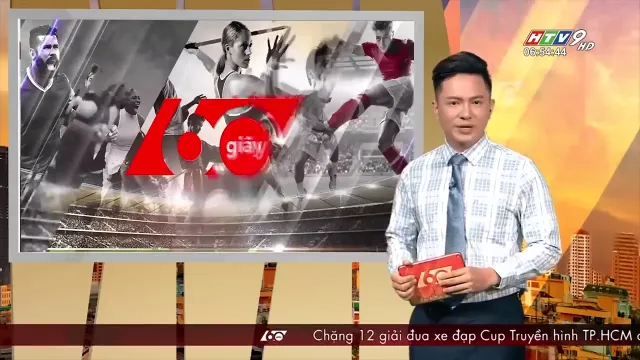 HTV9 HD
06:54:44
60 giây
60
60 Chặng 12 giải đua xe đạp Cup Truyền hình TP.HCM